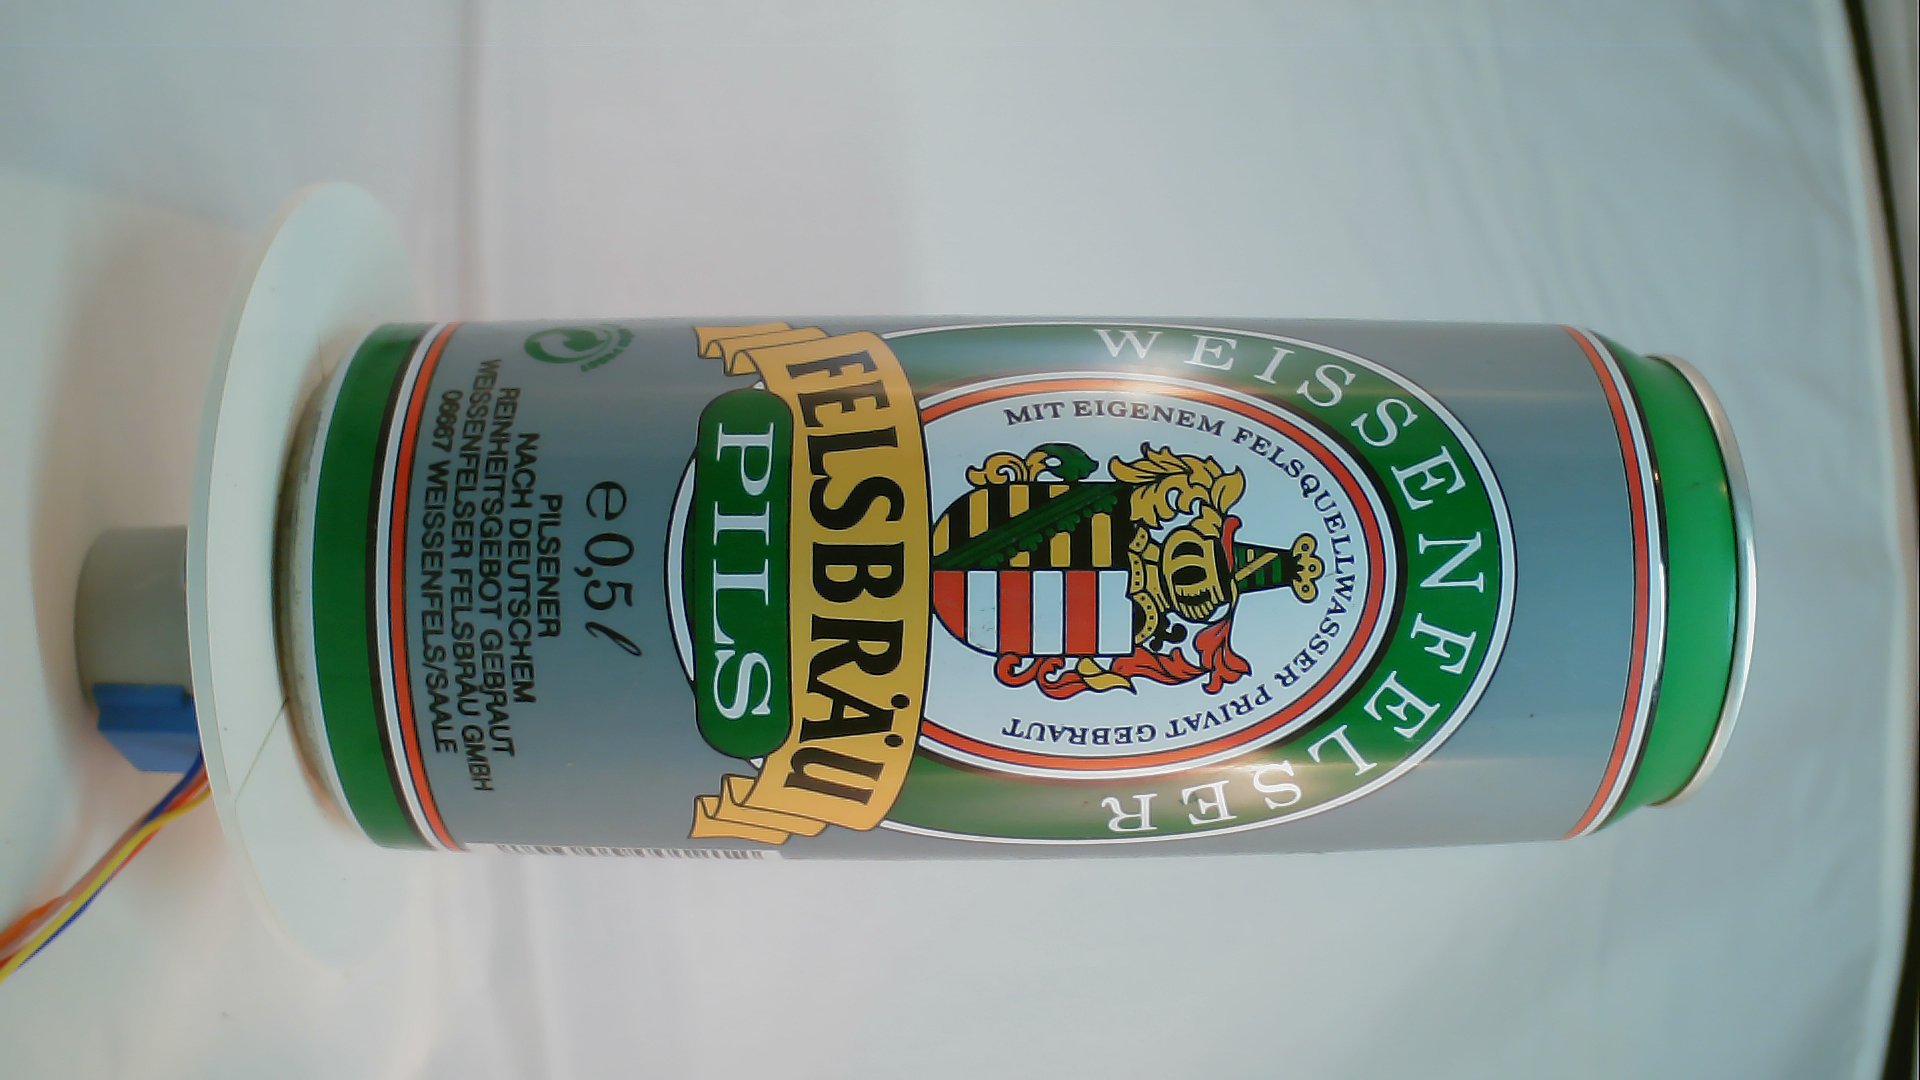 WEISSENFELSER
MIT EIGENEM FELSQUELLWASSER PRIVAT GEBRAUT
FELSBRÄU
PILS
e 0,5 l
PILSENER
NACH DEUTSCHEM
REINHEITSGEBOT GEBRAUT
WEISSENFELSER FELSBRÄU GMBH
06667 WEISSENFELS/SAALE